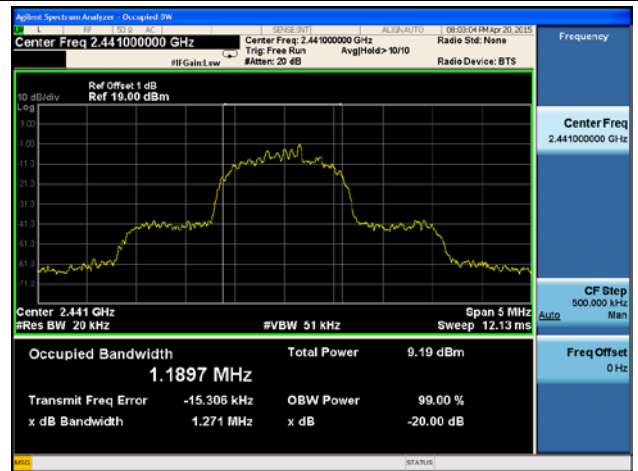 Agilent Spectrum Analyzer - Occupied BW
L RF 50 Ω AC SENSE:INT ALIGNAUTO 08:03:04 PM Apr 20, 2015
Center Freq 2.441000000 GHz
Center Freq: 2.441000000 GHz
Radio Std: None
Trig: Free Run Avg|Hold:>10/10
#IFGain:Low #Atten: 20 dB Radio Device: BTS
Frequency
Ref Offset 1 dB
10 dB/div Ref 19.00 dBm
Log
9.00
-1.00
-11.0
-21.0
-31.0
-41.0
-51.0
-61.0
-71.0
Center 2.441 GHz Span 5 MHz
#Res BW 20 kHz #VBW 51 kHz Sweep 12.13 ms
Occupied Bandwidth Total Power 9.19 dBm
1.1897 MHz
Transmit Freq Error -15.306 kHz OBW Power 99.00 %
x dB Bandwidth 1.271 MHz x dB -20.00 dB
Center Freq
2.441000000 GHz
CF Step
500.000 kHz
Auto Man
Freq Offset
0 Hz
MSG STATUS